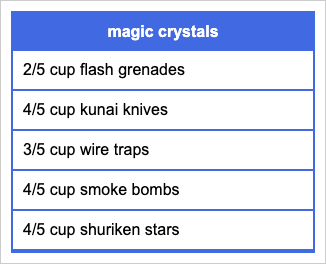 magic crystals
2/5 cup flash grenades
4/5 cup kunai knives
3/5 cup wire traps
4/5 cup smoke bombs
4/5 cup shuriken stars